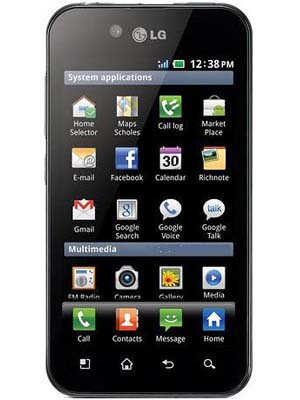 LG
12:38 PM
System applications
Home
Selector
Maps
Scholes
Call log
Market
Place
E-mail
Facebook
30
Calendar
Richnote
Gmail
Google
Search
Google
Voice
talk
Google
Talk
Multimedia
FM Radio
Camera
Gallery
Media
Call
Contacts
Message
Home